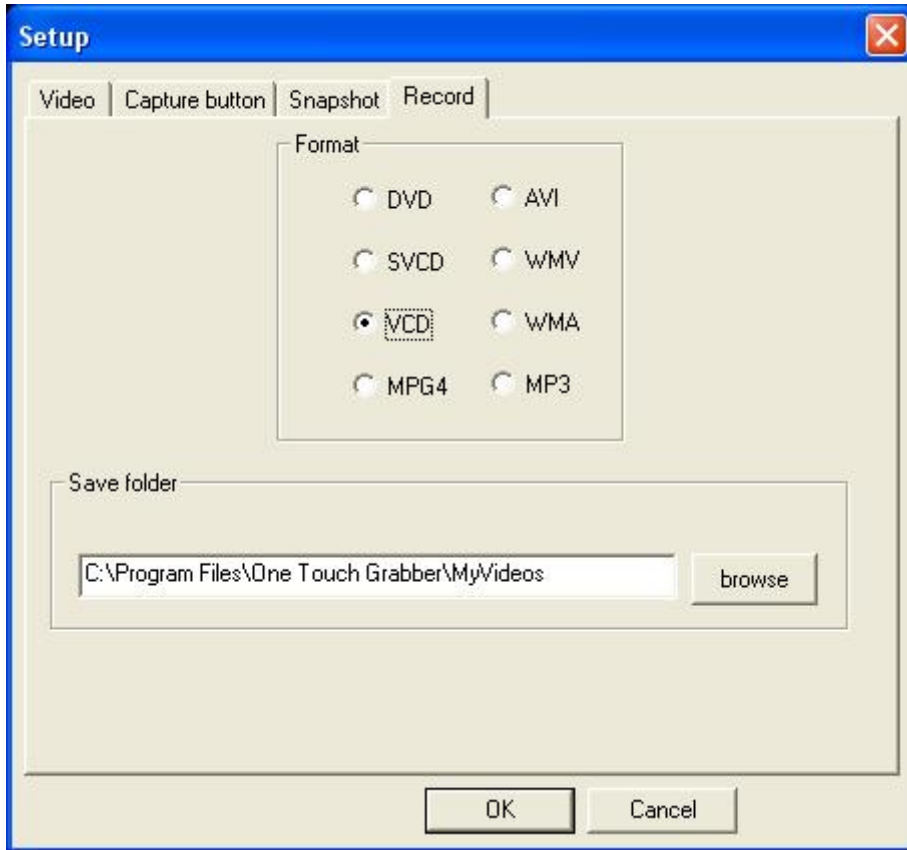 Setup
Video Capture button Snapshot Record
Format
DVD AVI
SVCD WMV
VCD WMA
MPG4 MP3
Save folder
C:\Program Files\One Touch Grabber\MyVideos browse
OK Cancel